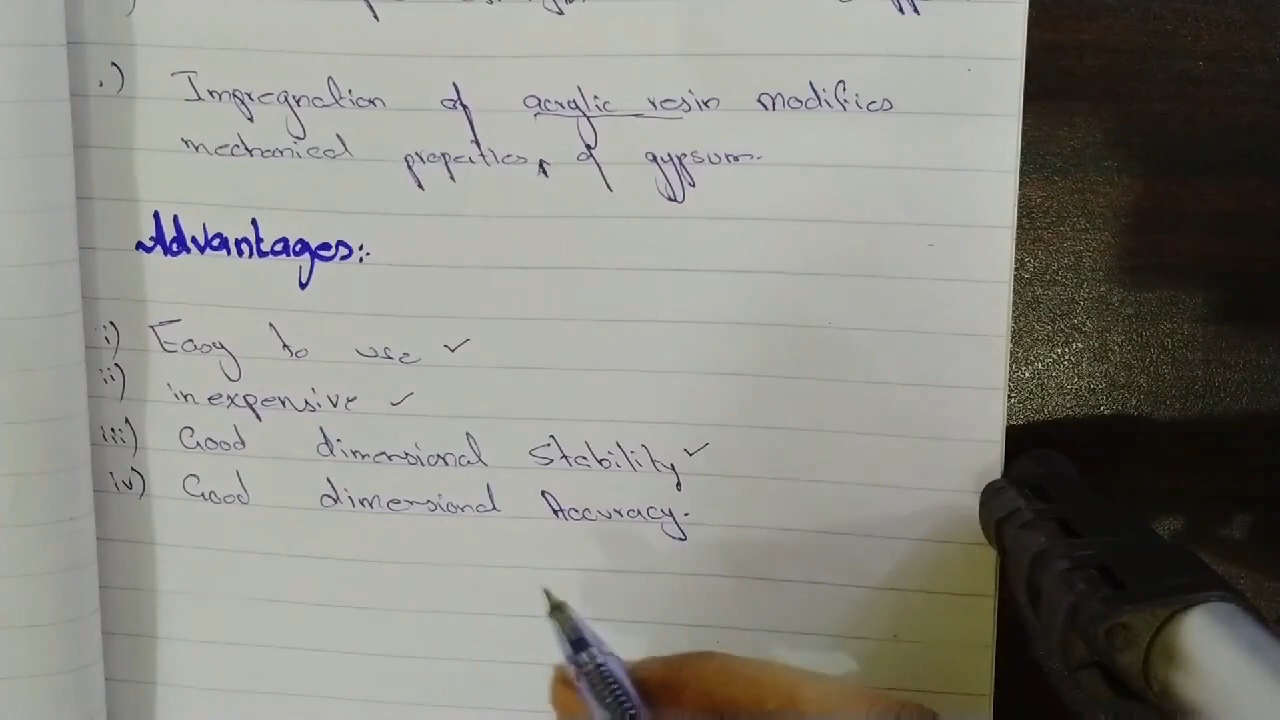 .) Impregnation of acrylic resin modifies
mechanical properties, of gypsum.
Advantages:
i) Easy to use ✓
ii) inexpensive ✓
iii) Good dimensional Stability ✓
iv) Good dimensional Accuracy.